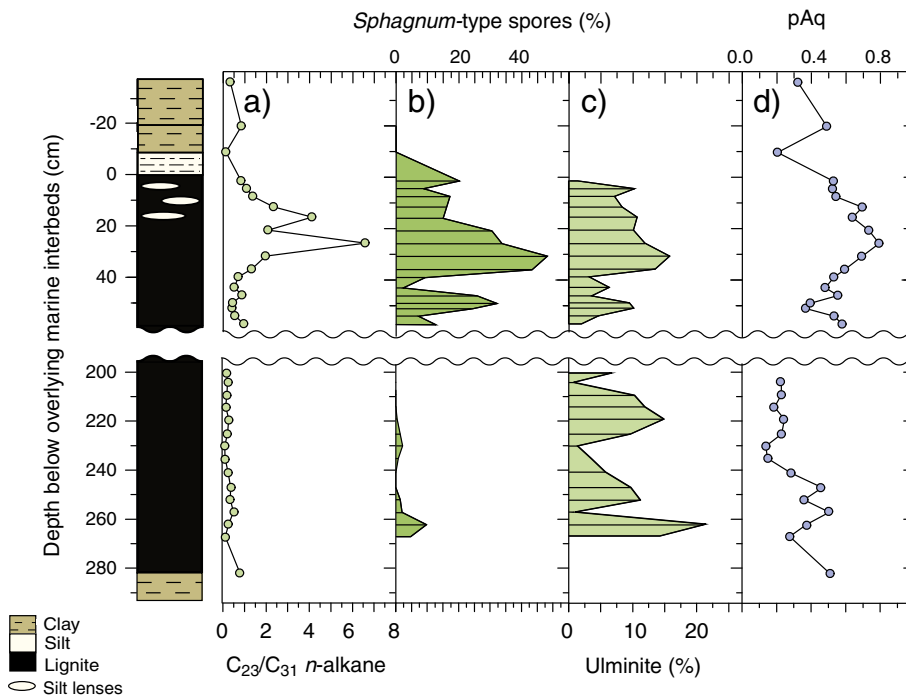 Sphagnum-type spores (%)
pAq
0 20 40
0.0 0.4 0.8
a) b) c) d)
Depth below overlying marine interbeds (cm)
-20
0
20
40
200
220
240
260
280
0 2 4 6 8
0 10 20
C₂₃/C₃₁ n-alkane
Ulminite (%)
Clay
Silt
Lignite
Silt lenses